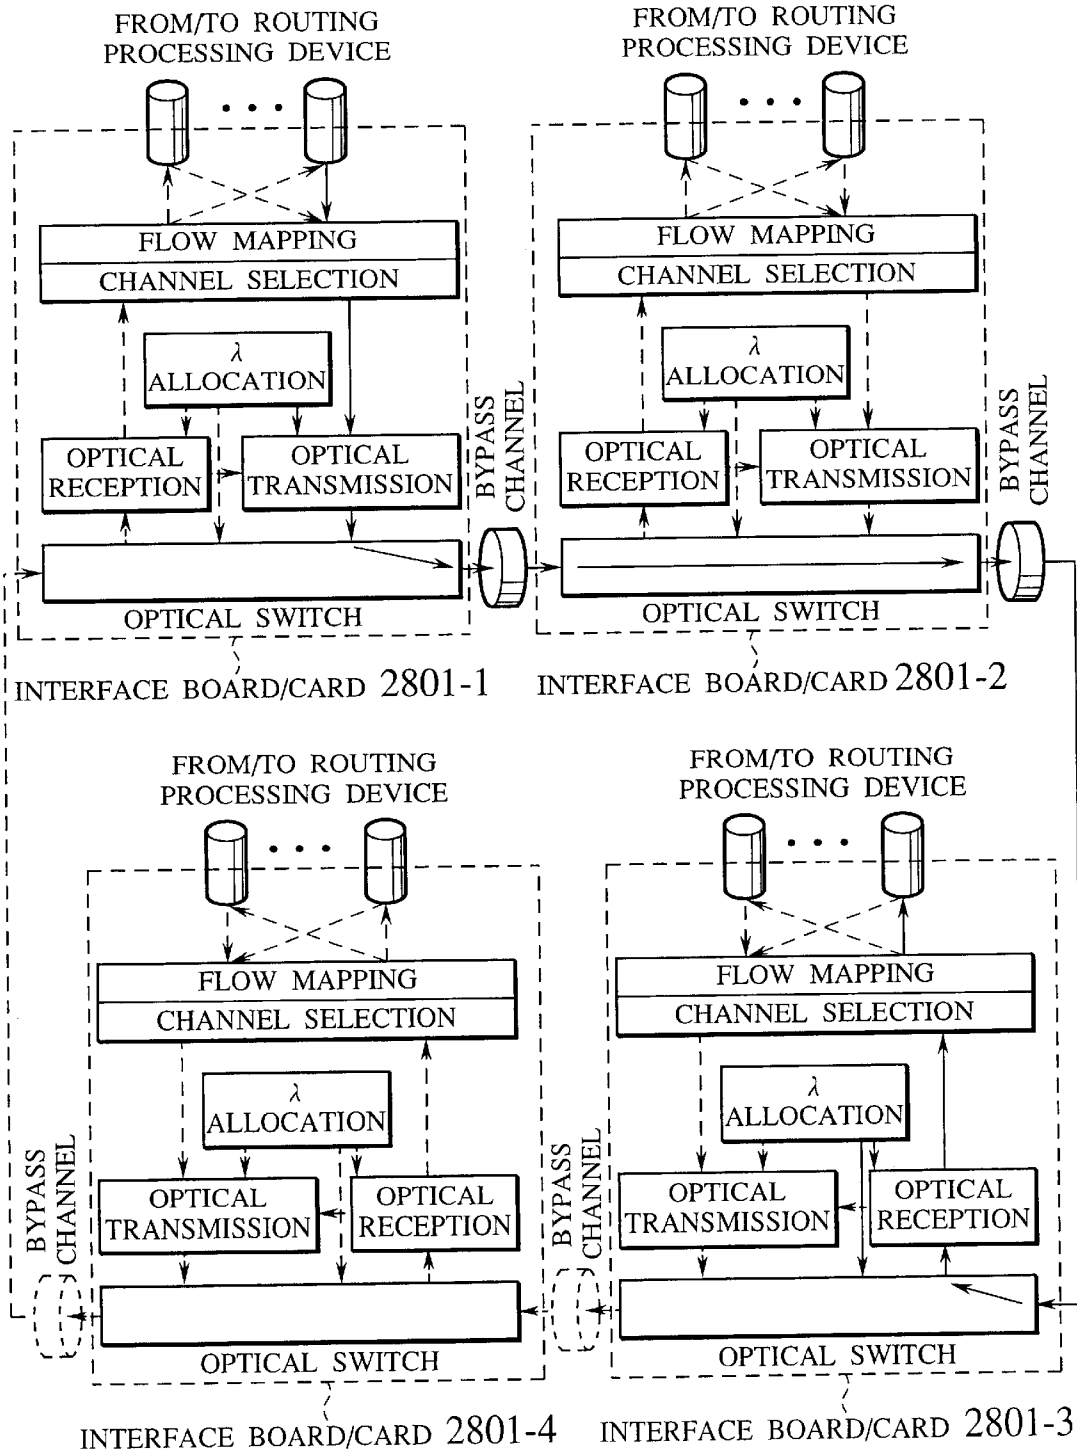 FROM/TO ROUTING
PROCESSING DEVICE
FLOW MAPPING
CHANNEL SELECTION
λ
ALLOCATION
OPTICAL
RECEPTION
OPTICAL
TRANSMISSION
BYPASS
CHANNEL
OPTICAL SWITCH
INTERFACE BOARD/CARD 2801-1
FROM/TO ROUTING
PROCESSING DEVICE
FLOW MAPPING
CHANNEL SELECTION
λ
ALLOCATION
OPTICAL
RECEPTION
OPTICAL
TRANSMISSION
BYPASS
CHANNEL
OPTICAL SWITCH
INTERFACE BOARD/CARD 2801-2
FROM/TO ROUTING
PROCESSING DEVICE
FLOW MAPPING
CHANNEL SELECTION
λ
ALLOCATION
BYPASS
CHANNEL
OPTICAL
TRANSMISSION
OPTICAL
RECEPTION
OPTICAL SWITCH
INTERFACE BOARD/CARD 2801-4
FROM/TO ROUTING
PROCESSING DEVICE
FLOW MAPPING
CHANNEL SELECTION
λ
ALLOCATION
BYPASS
CHANNEL
OPTICAL
TRANSMISSION
OPTICAL
RECEPTION
OPTICAL SWITCH
INTERFACE BOARD/CARD 2801-3